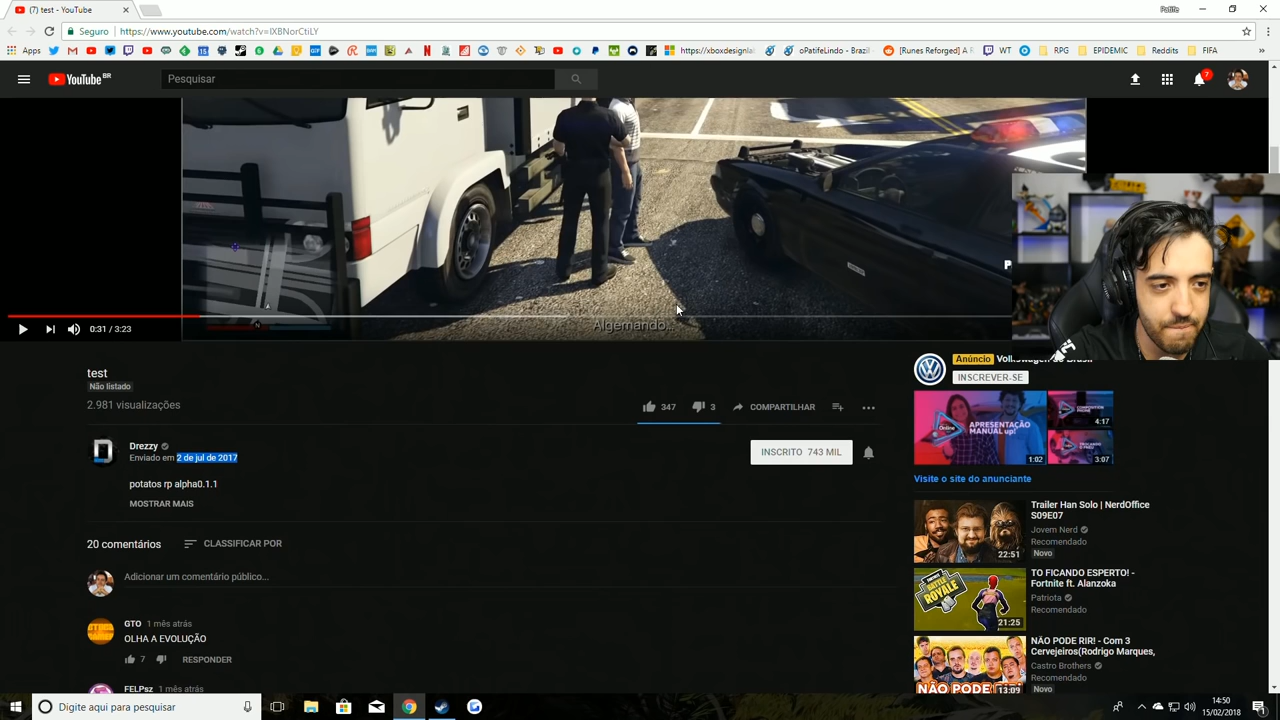 (7) test - YouTube
Patife
Seguro
https://www.youtube.com/watch?v=IXBNorCtiLY
Apps
https://xboxdesignlab
oPatifeLindo - Brazil
[Runes Reforged] A R
WT
RPG
EPIDEMIC
Reddits
FIFA
YouTube BR
Pesquisar
7
Algemando...
0:31 / 3:23
test
Não listado
2.981 visualizações
347
3
COMPARTILHAR
Drezzy
Enviado em 2 de jul de 2017
INSCRITO 743 MIL
potatos rp alpha0.1.1
MOSTRAR MAIS
20 comentários
CLASSIFICAR POR
Adicionar um comentário público...
GTO 1 mês atrás
OLHA A EVOLUÇÃO
7
RESPONDER
FELPsz 1 mês atrás
Anúncio
INSCREVER-SE
APRESENTAÇÃO
MANUAL up!
1:02
4:17
3:07
Visite o site do anunciante
Trailer Han Solo | NerdOffice
S09E07
Jovem Nerd
Recomendado
Novo
22:51
TO FICANDO ESPERTO! -
Fortnite ft. Alanzoka
Patriota
Recomendado
BATTLE
ROYALE
21:25
NÃO PODE RIR! - Com 3
Cervejeiros(Rodrigo Marques,
Castro Brothers
Recomendado
Novo
NÃO PODE
13:09
Digite aqui para pesquisar
14:50
15/02/2018